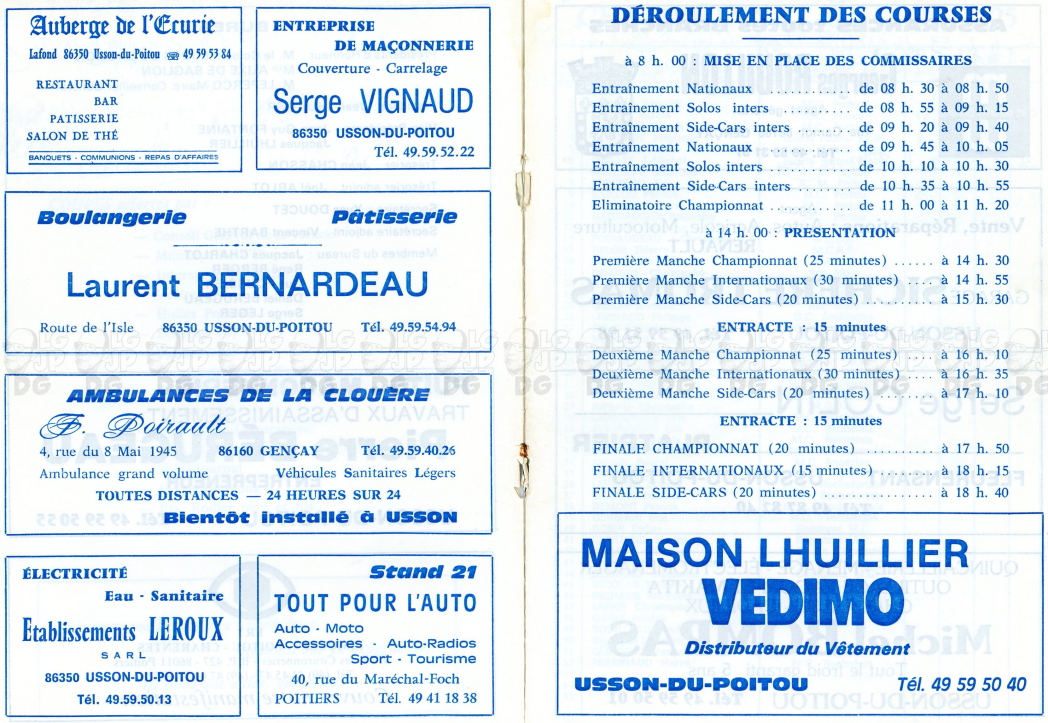 Auberge de l'Ecurie
Lafond 86350 Usson-du-Poitou ☏ 49 59 53 84
RESTAURANT
BAR
PATISSERIE
SALON DE THÉ
BANQUETS - COMMUNIONS - REPAS D'AFFAIRES
ENTREPRISE
DE MAÇONNERIE
Couverture - Carrelage
Serge VIGNAUD
86350 USSON-DU-POITOU
Tél. 49.59.52.22
Boulangerie Pâtisserie
Laurent BERNARDEAU
Route de l'Isle 86350 USSON-DU-POITOU Tél. 49.59.54.94
AMBULANCES DE LA CLOUÈRE
F. Poirault
4, rue du 8 Mai 1945 86160 GENÇAY Tél. 49.59.40.26
Ambulance grand volume Véhicules Sanitaires Légers
TOUTES DISTANCES — 24 HEURES SUR 24
Bientôt installé à USSON
ÉLECTRICITÉ
Eau - Sanitaire
Etablissements LEROUX
SARL
86350 USSON-DU-POITOU
Tél. 49.59.50.13
Stand 21
TOUT POUR L'AUTO
Auto - Moto
Accessoires - Auto-Radios
Sport - Tourisme
40, rue du Maréchal-Foch
POITIERS Tél. 49 41 18 38
DÉROULEMENT DES COURSES
à 8 h. 00 : MISE EN PLACE DES COMMISSAIRES
Entraînement Nationaux ............ de 08 h. 30 à 08 h. 50
Entraînement Solos inters ............ de 08 h. 55 à 09 h. 15
Entraînement Side-Cars inters .......... de 09 h. 20 à 09 h. 40
Entraînement Nationaux ............ de 09 h. 45 à 10 h. 05
Entraînement Solos inters ............ de 10 h. 10 à 10 h. 30
Entraînement Side-Cars inters .......... de 10 h. 35 à 10 h. 55
Eliminatoire Championnat ............ de 11 h. 00 à 11 h. 20
à 14 h. 00 : PRESENTATION
Première Manche Championnat (25 minutes) ...... à 14 h. 30
Première Manche Internationaux (30 minutes) .... à 14 h. 55
Première Manche Side-Cars (20 minutes) ........ à 15 h. 30
ENTRACTE : 15 minutes
Deuxième Manche Championnat (25 minutes) .... à 16 h. 10
Deuxième Manche Internationaux (30 minutes) .... à 16 h. 35
Deuxième Manche Side-Cars (20 minutes) ........ à 17 h. 10
ENTRACTE : 15 minutes
FINALE CHAMPIONNAT (20 minutes) ............ à 17 h. 50
FINALE INTERNATIONAUX (15 minutes) .......... à 18 h. 15
FINALE SIDE-CARS (20 minutes) ................ à 18 h. 40
MAISON LHUILLIER
VEDIMO
Distributeur du Vêtement
USSON-DU-POITOU Tél. 49 59 50 40